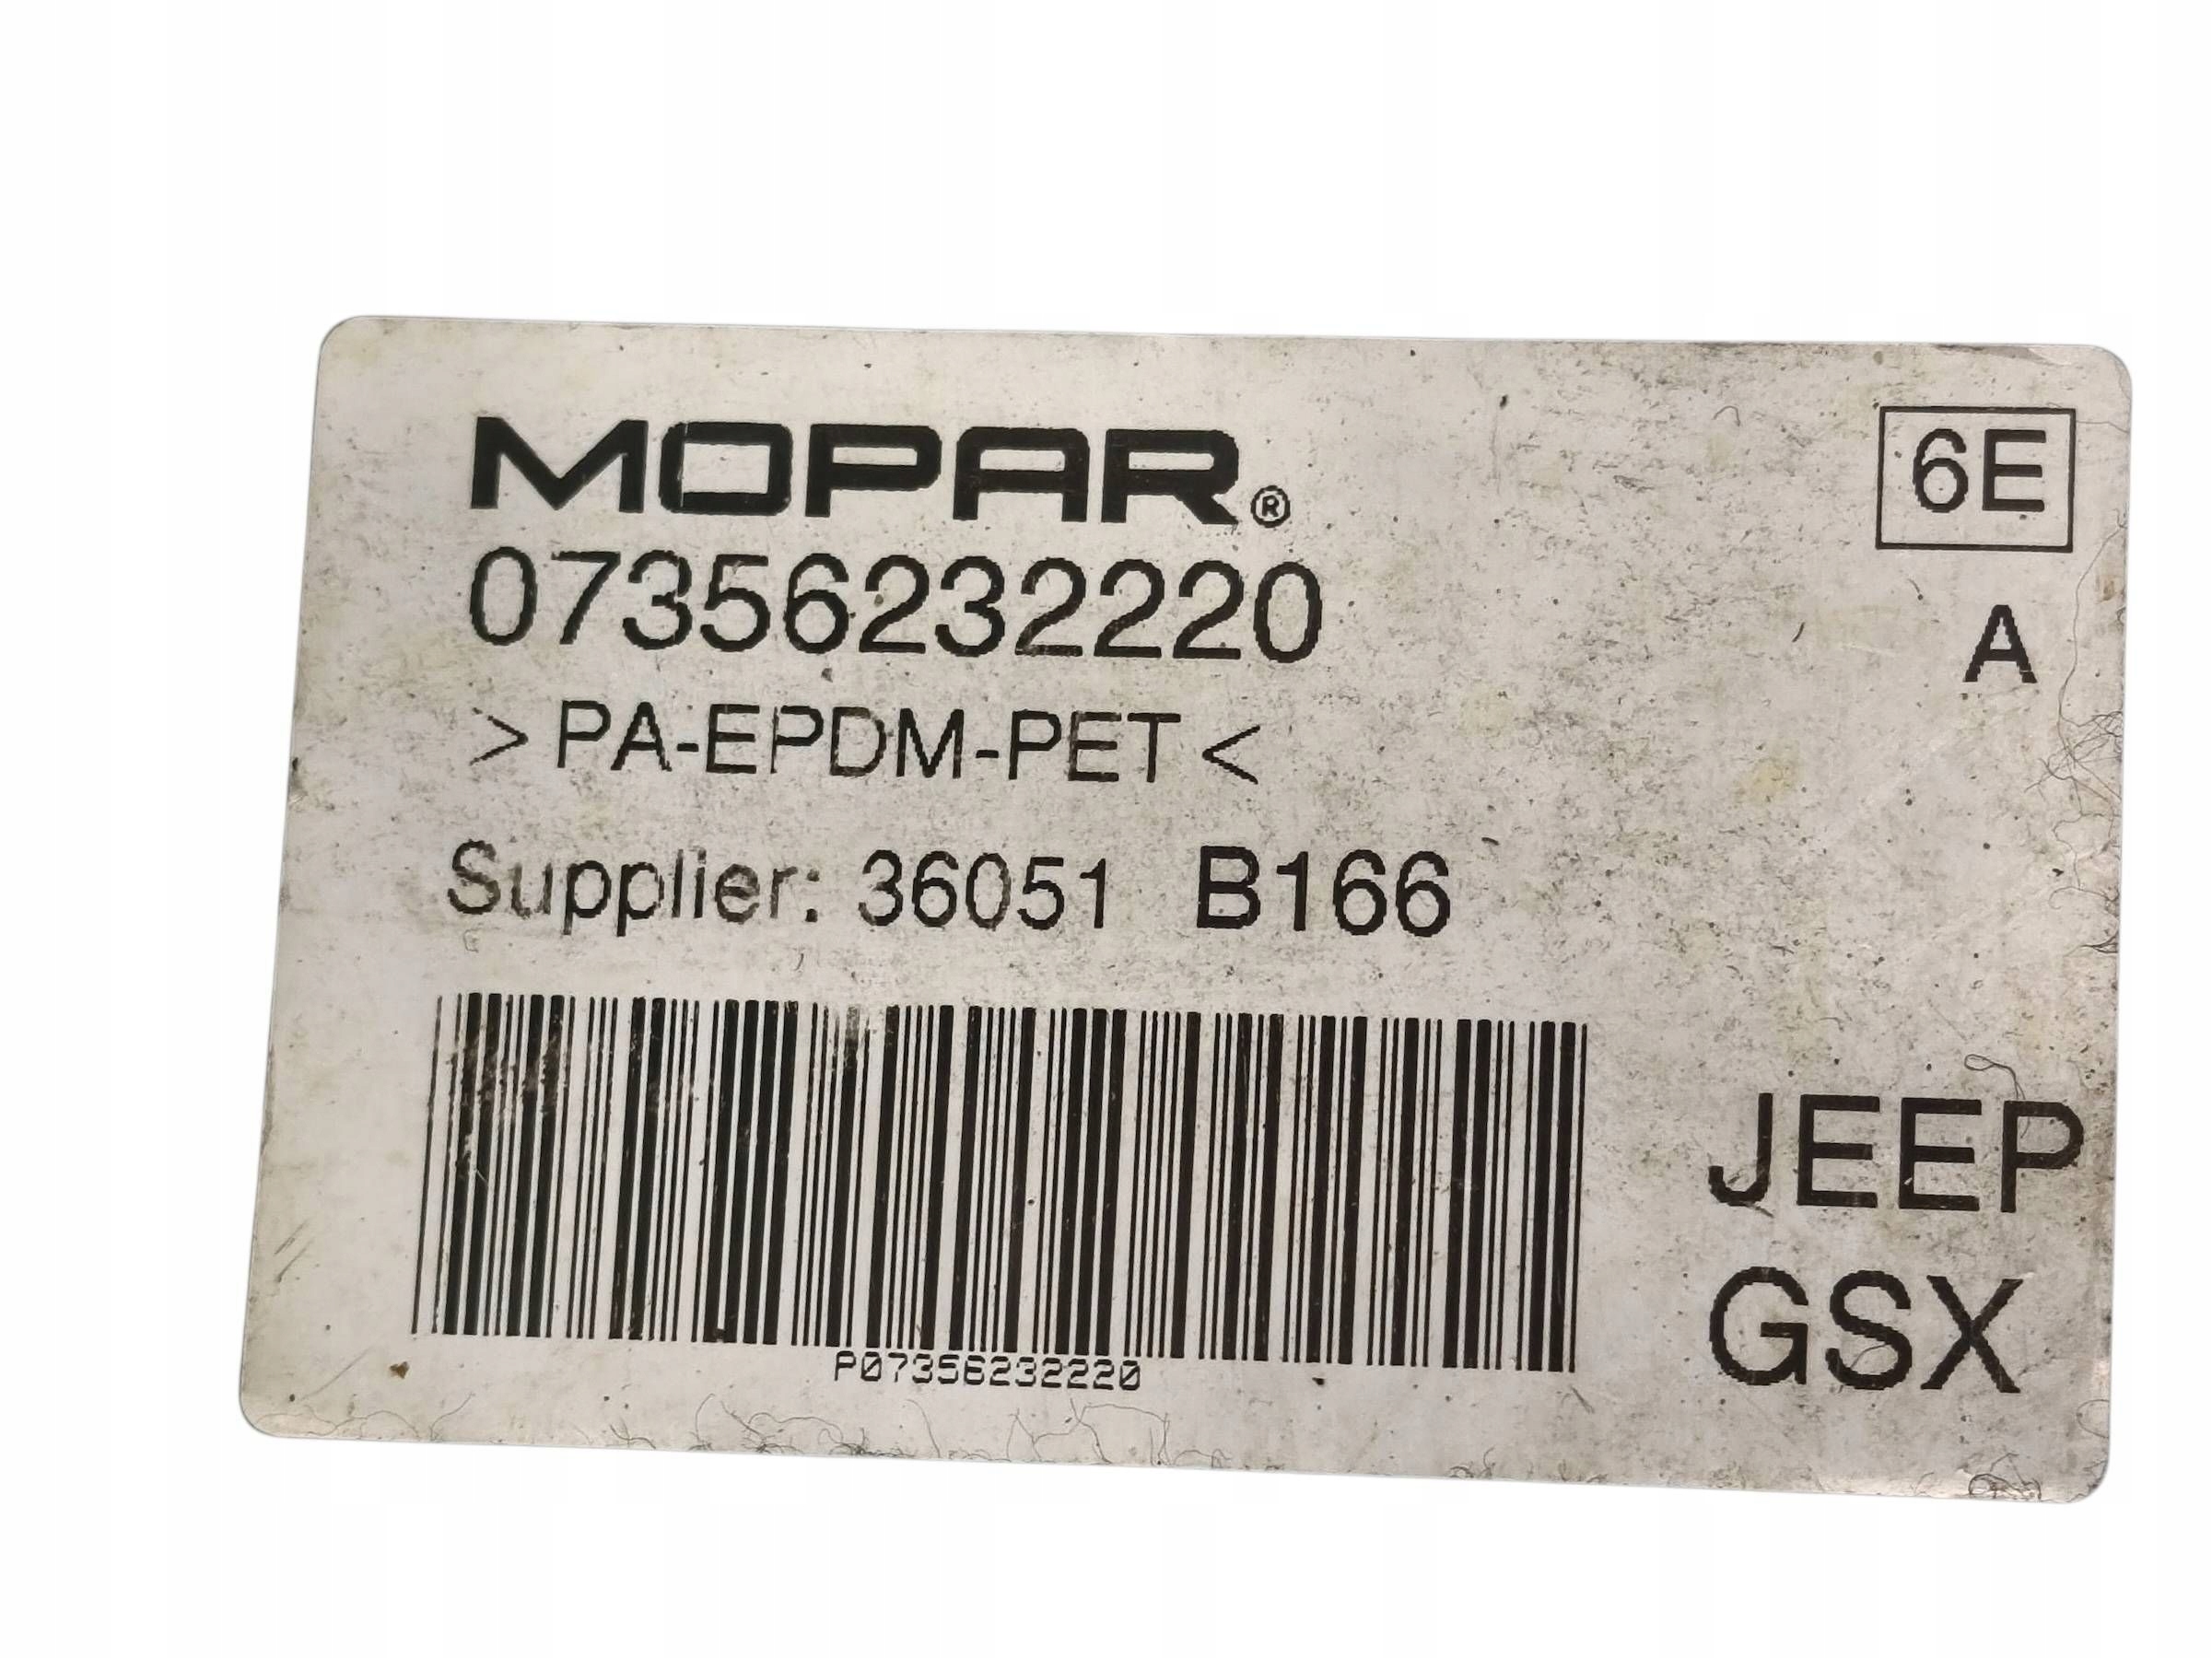 MOPAR®
6E
07356232220
A
>PA-EPDM-PET<
Supplier: 36051 B166
P07356232220
JEEP
GSX